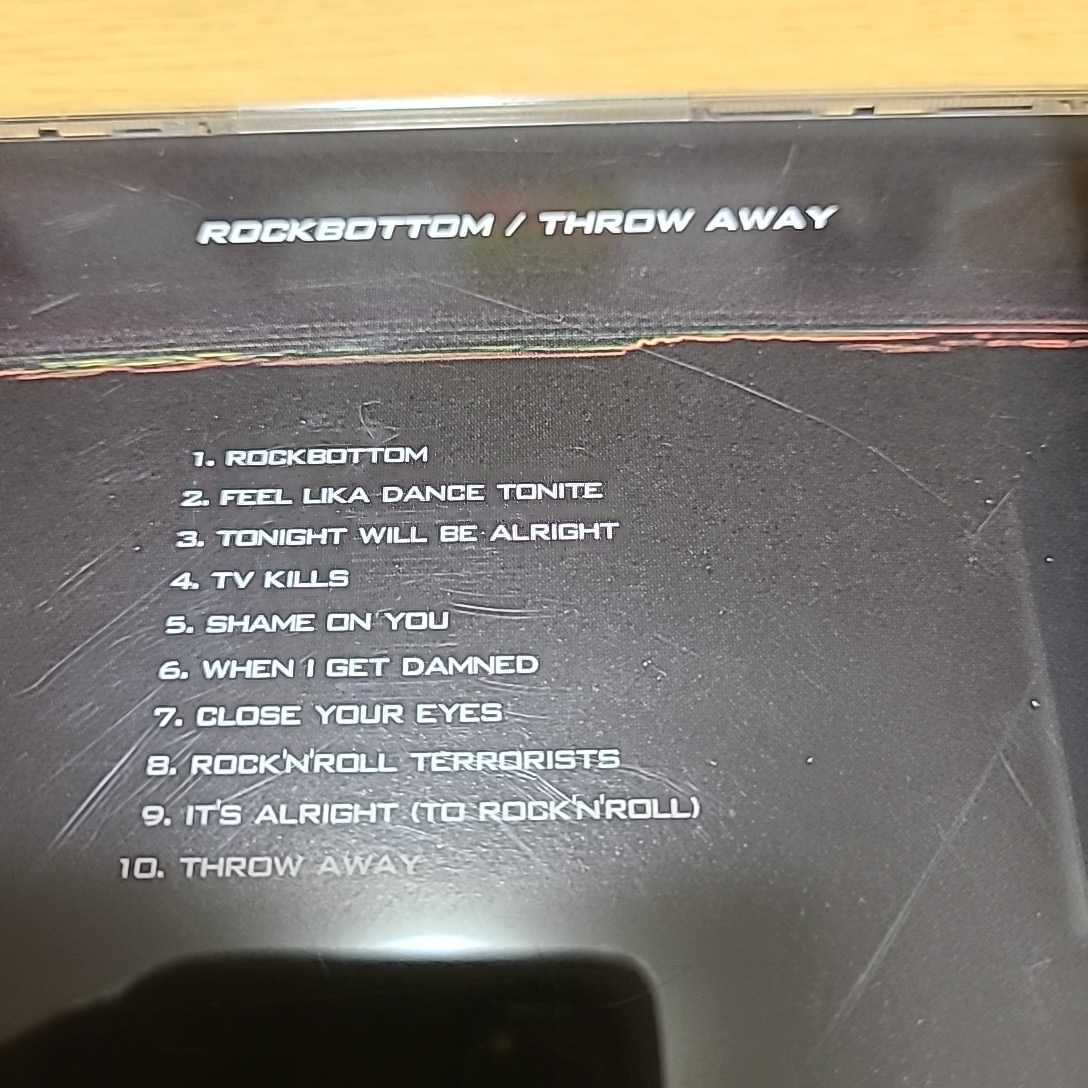 ROCKBOTTOM / THROW AWAY
1. ROCKBOTTOM
2. FEEL LIKA DANCE TONITE
3. TONIGHT WILL BE ALRIGHT
4. TV KILLS
5. SHAME ON YOU
6. WHEN I GET DAMNED
7. CLOSE YOUR EYES
8. ROCK'N'ROLL TERRORISTS
9. IT'S ALRIGHT (TO ROCK'N'ROLL)
10. THROW AWAY